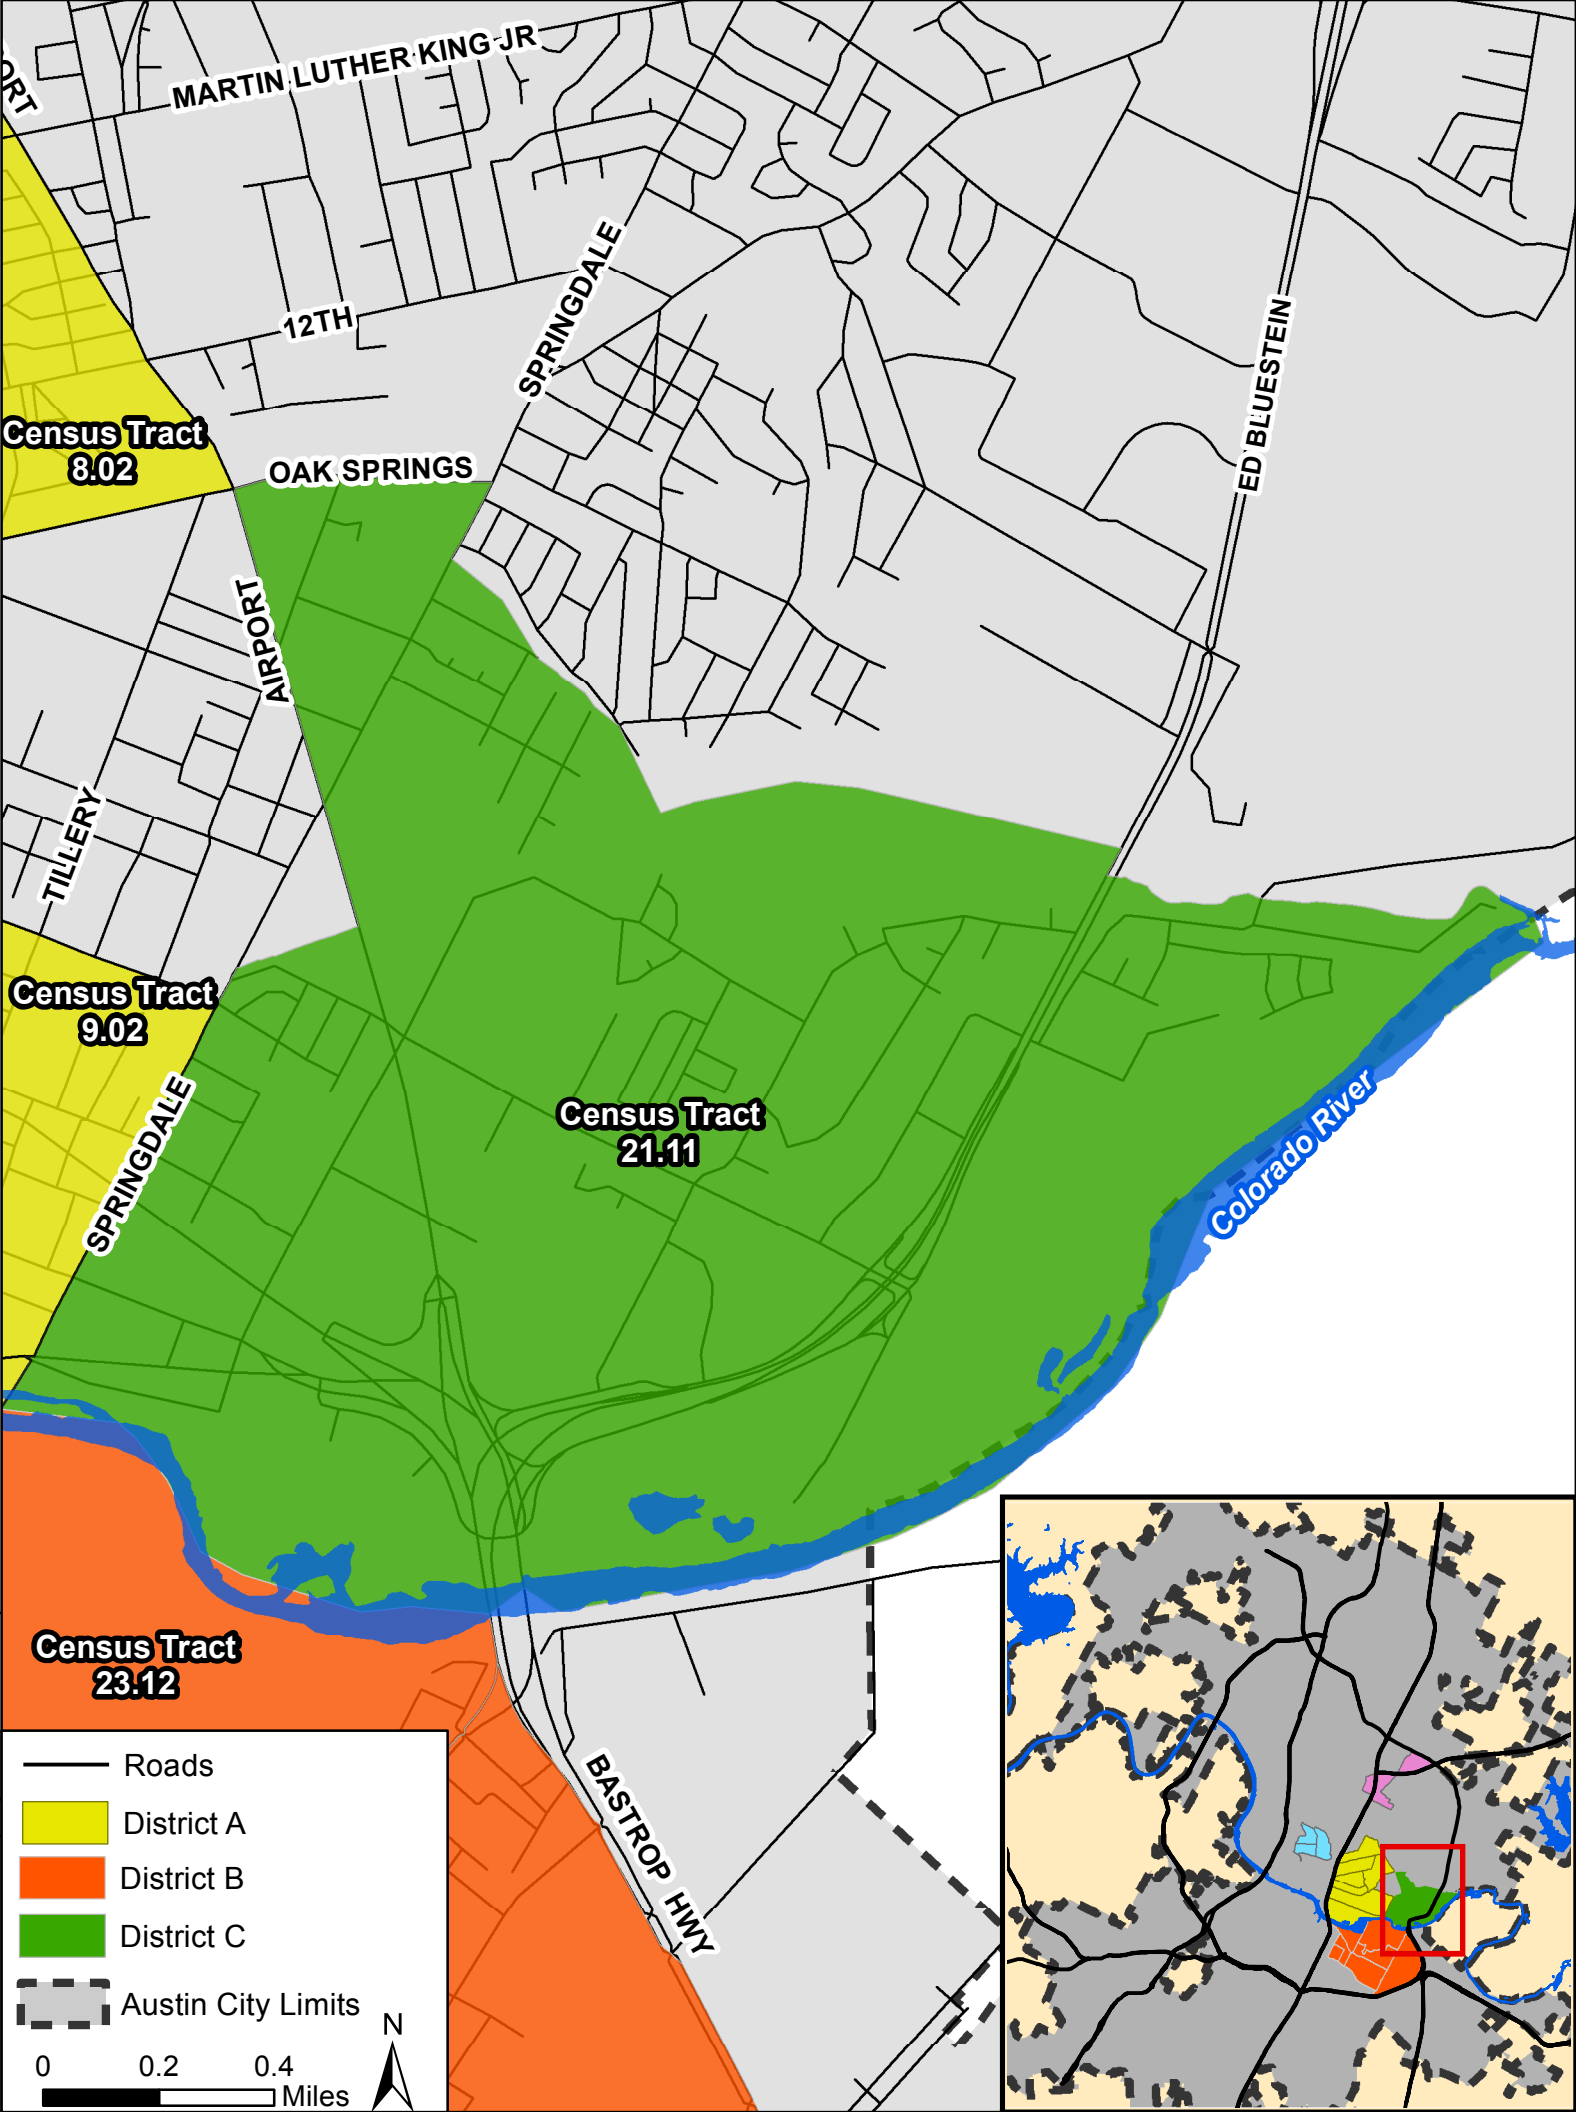 MARTIN LUTHER KING JR
ORT
SPRINGDALE
12TH
ED BLUESTEIN
Census Tract
8.02
OAK SPRINGS
AIRPORT
TILLERY
Census Tract
9.02
SPRINGDALE
Census Tract
21.11
Colorado River
Census Tract
23.12
BASTROP HWY
Roads
District A
District B
District C
Austin City Limits
N
0 0.2 0.4
Miles